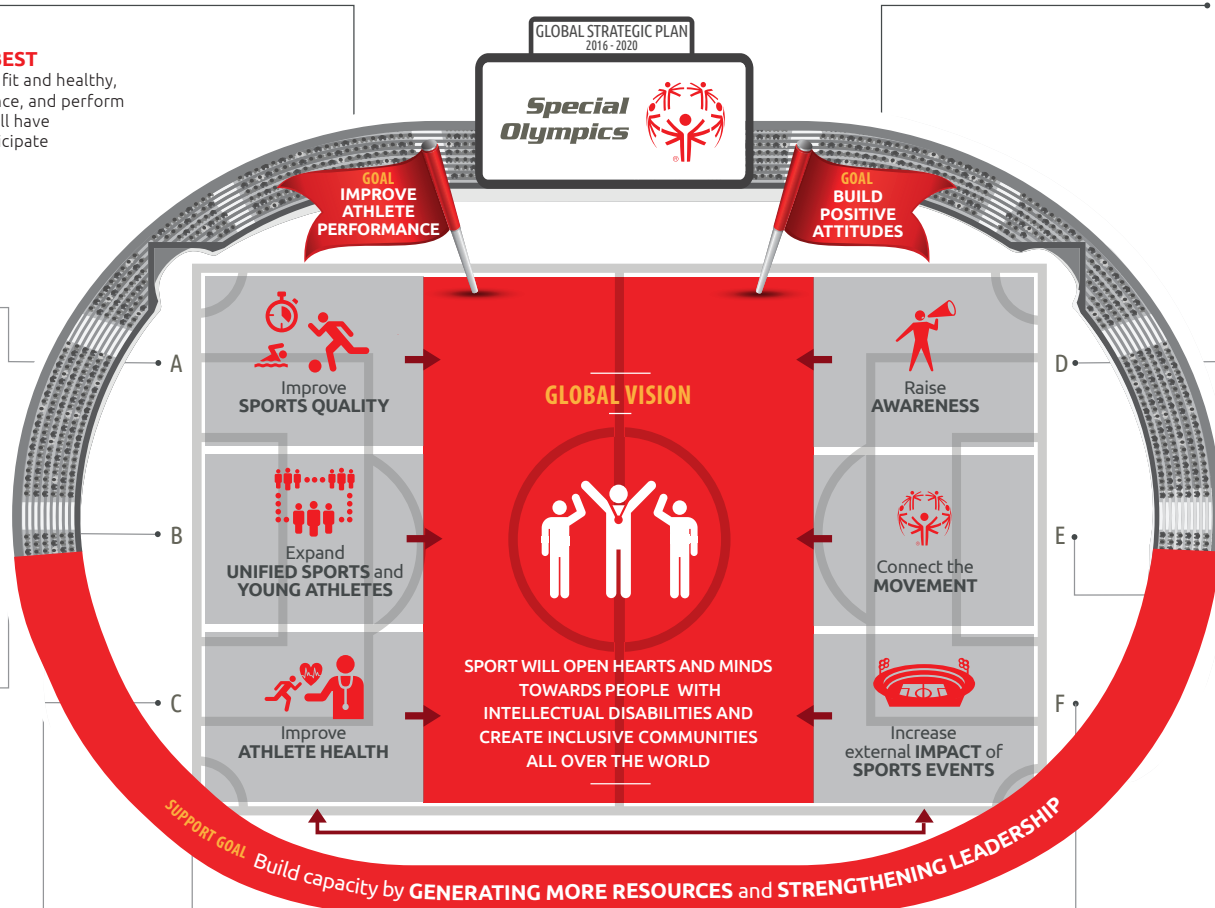 GLOBAL STRATEGIC PLAN
2016 - 2020
Special
Olympics
®
BEST
fit and healthy,
nce, and perform
ll have
icipate
GOAL
IMPROVE
ATHLETE
PERFORMANCE
GOAL
BUILD
POSITIVE
ATTITUDES
A
Improve
SPORTS QUALITY
B
Expand
UNIFIED SPORTS and
YOUNG ATHLETES
C
Improve
ATHLETE HEALTH
GLOBAL VISION
SPORT WILL OPEN HEARTS AND MINDS
TOWARDS PEOPLE WITH
INTELLECTUAL DISABILITIES AND
CREATE INCLUSIVE COMMUNITIES
ALL OVER THE WORLD
D
Raise
AWARENESS
E
Connect the
MOVEMENT
F
Increase
external IMPACT of
SPORTS EVENTS
SUPPORT GOAL Build capacity by GENERATING MORE RESOURCES and STRENGTHENING LEADERSHIP